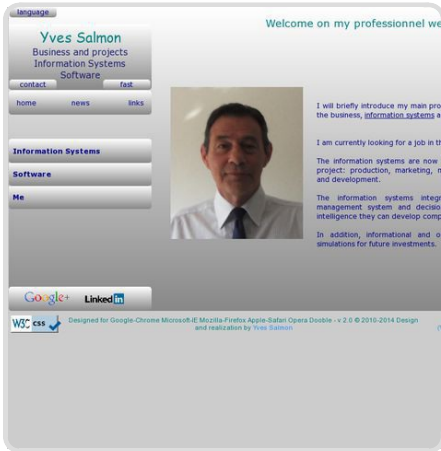 language
Welcome on my professionnel we
Yves Salmon
Business and projects
Information Systems
Software
contact
fast
home
news
links
I will briefly introduce my main pro
the business, information systems a
I am currently looking for a job in th
Information Systems
The information systems are now
project: production, marketing, m
and development.
Software
The information systems integr
management system and decisio
intelligence they can develop comp
Me
In addition, informational and o
simulations for future investments.
Google+
Linked in
W3C css
Designed for Google-Chrome Microsoft-IE Mozilla-Firefox Apple-Safari Opera Dooble - v 2.0 © 2010-2014 Design
and realization by Yves Salmon